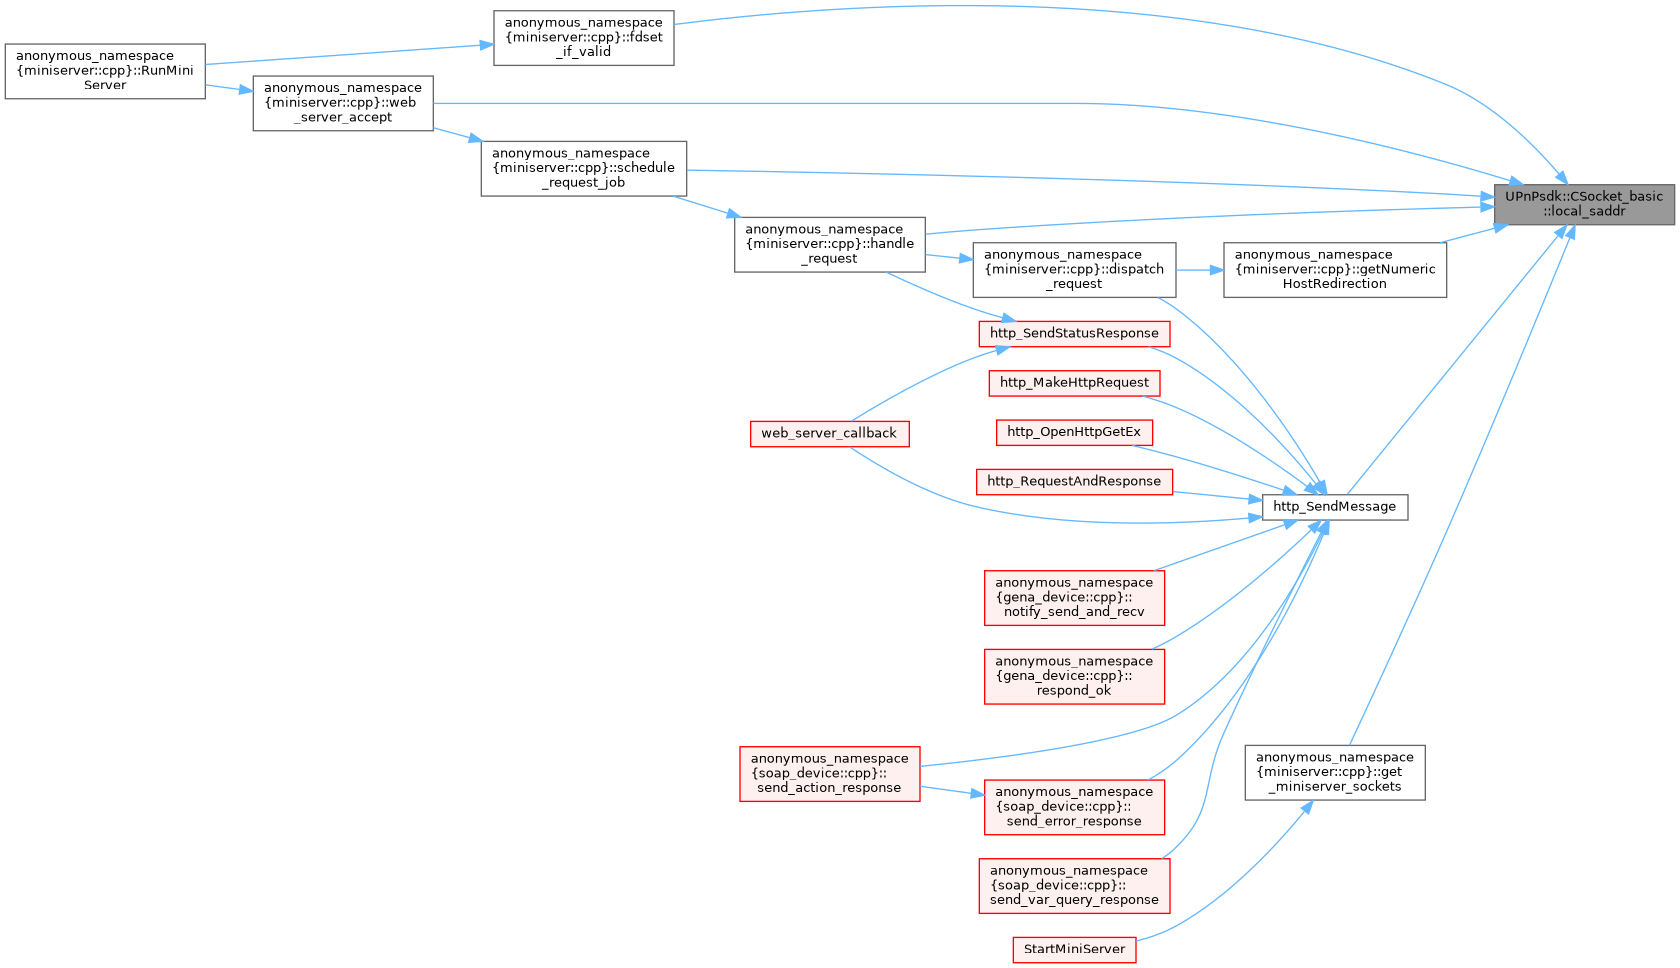 anonymous_namespace
{miniserver::cpp}::fdset
_if_valid
anonymous_namespace
{miniserver::cpp}::RunMini
Server
anonymous_namespace
{miniserver::cpp}::web
_server_accept
anonymous_namespace
{miniserver::cpp}::schedule
_request_job
UPnPsdk::CSocket_basic
::local_saddr
anonymous_namespace
{miniserver::cpp}::handle
_request
anonymous_namespace
{miniserver::cpp}::dispatch
_request
anonymous_namespace
{miniserver::cpp}::getNumeric
HostRedirection
http_SendStatusResponse
http_MakeHttpRequest
web_server_callback
http_OpenHttpGetEx
http_RequestAndResponse
http_SendMessage
anonymous_namespace
{gena_device::cpp}::
notify_send_and_recv
anonymous_namespace
{gena_device::cpp}::
respond_ok
anonymous_namespace
{soap_device::cpp}::
send_action_response
anonymous_namespace
{soap_device::cpp}::
send_error_response
anonymous_namespace
{miniserver::cpp}::get
_miniserver_sockets
anonymous_namespace
{soap_device::cpp}::
send_var_query_response
StartMiniServer